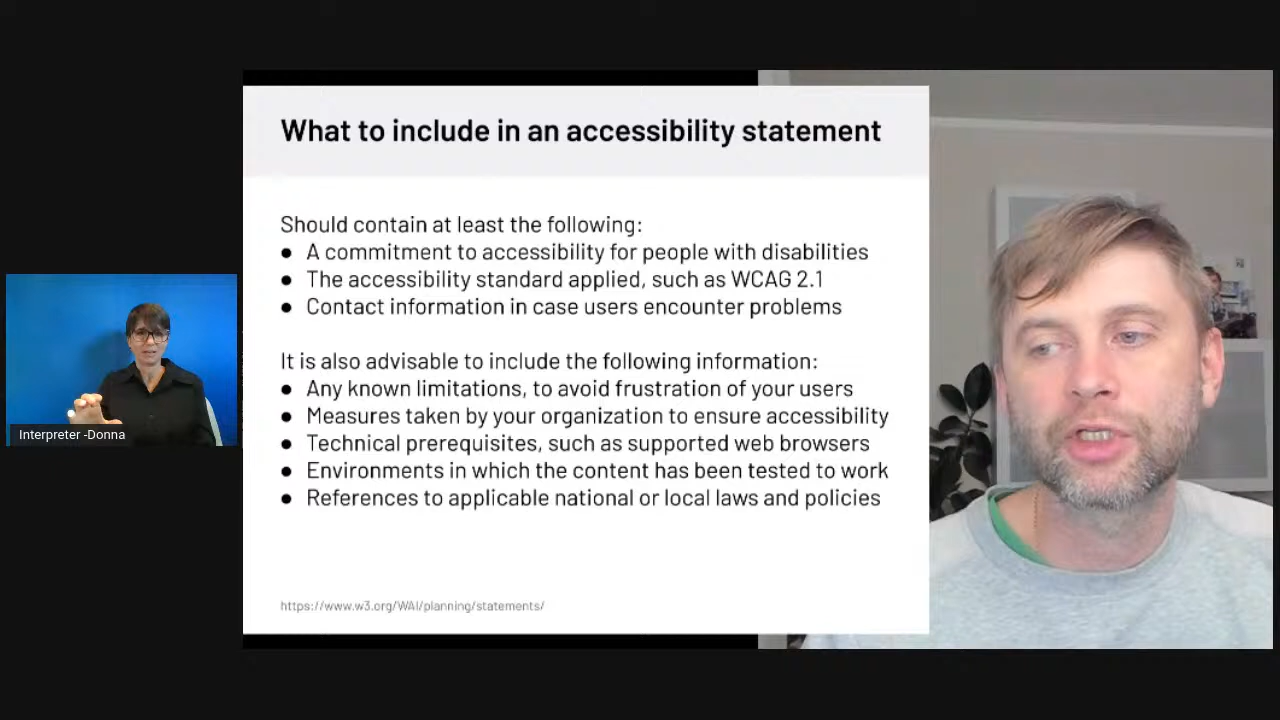 What to include in an accessibility statement
Should contain at least the following:
● A commitment to accessibility for people with disabilities
● The accessibility standard applied, such as WCAG 2.1
● Contact information in case users encounter problems
It is also advisable to include the following information:
● Any known limitations, to avoid frustration of your users
● Measures taken by your organization to ensure accessibility
● Technical prerequisites, such as supported web browsers
● Environments in which the content has been tested to work
● References to applicable national or local laws and policies
https://www.w3.org/WAI/planning/statements/
Interpreter -Donna